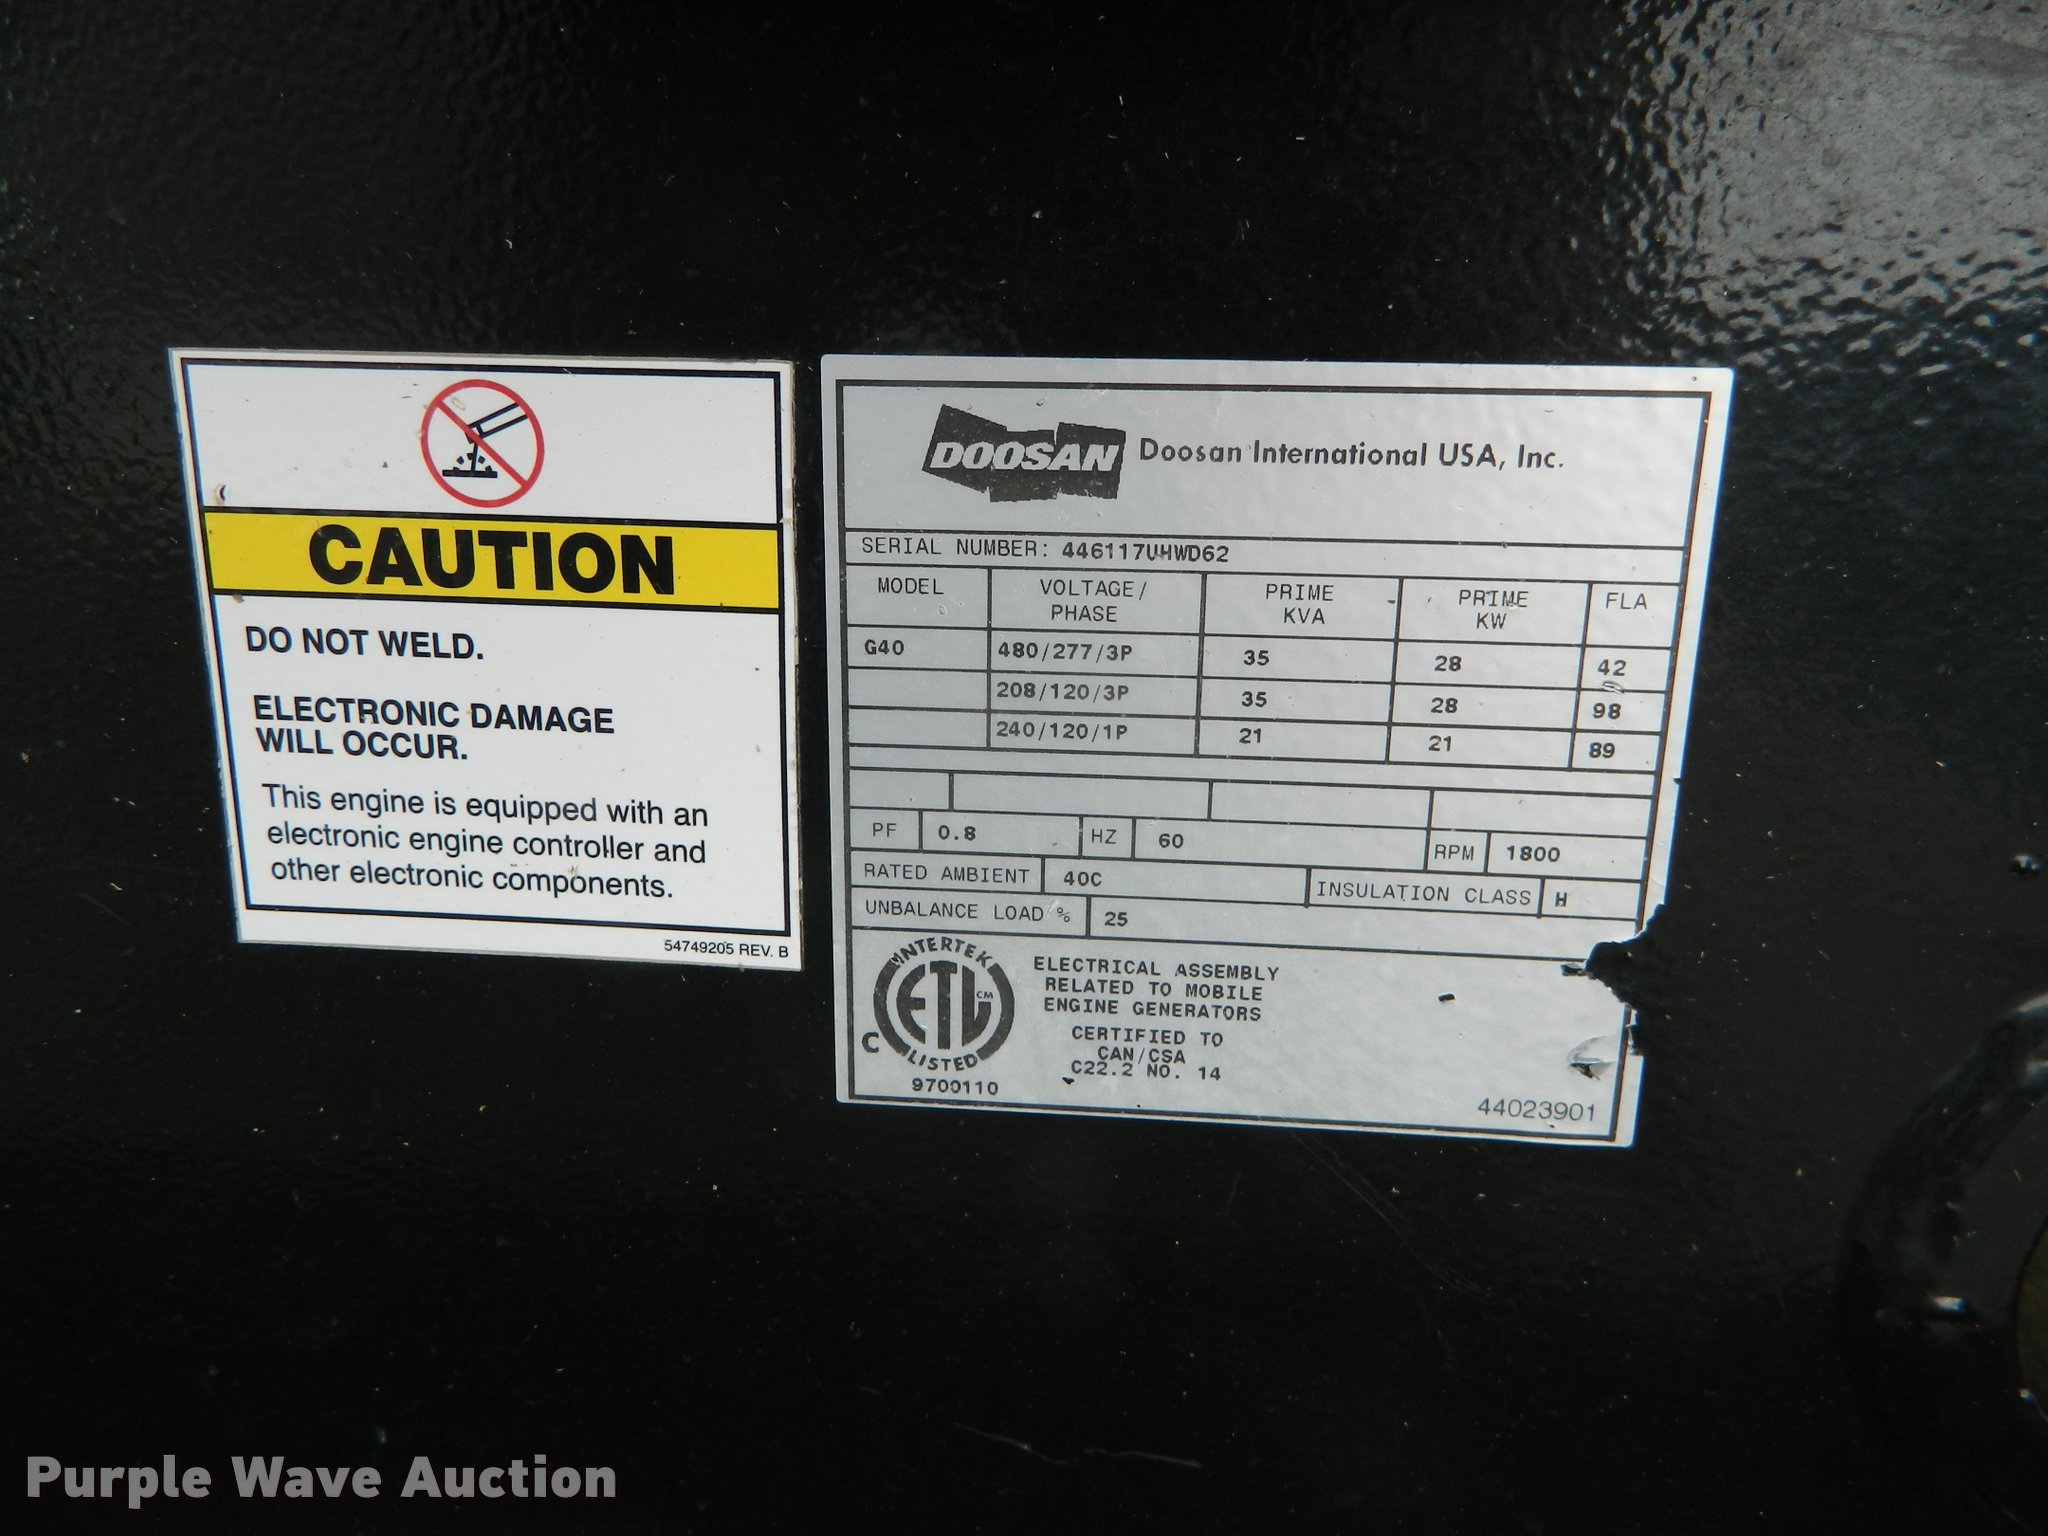 CAUTION
DO NOT WELD.
ELECTRONIC DAMAGE
WILL OCCUR.
This engine is equipped with an
electronic engine controller and
other electronic components.
54749205 REV. B
DOOSAN Doosan International USA, Inc.
SERIAL NUMBER: 446117UHWD62
MODEL VOLTAGE/ PRIME PRIME FLA
PHASE KVA KW
G40 480/277/3P 35 28 42
208/120/3P 35 28 98
240/120/1P 21 21 89
PF 0.8 HZ 60 RPM 1800
RATED AMBIENT 40C INSULATION CLASS H
UNBALANCE LOAD % 25
INTERTEK
ETL CM
C LISTED
9700110
ELECTRICAL ASSEMBLY
RELATED TO MOBILE
ENGINE GENERATORS
CERTIFIED TO
CAN/CSA
C22.2 NO. 14
44023901
Purple Wave Auction